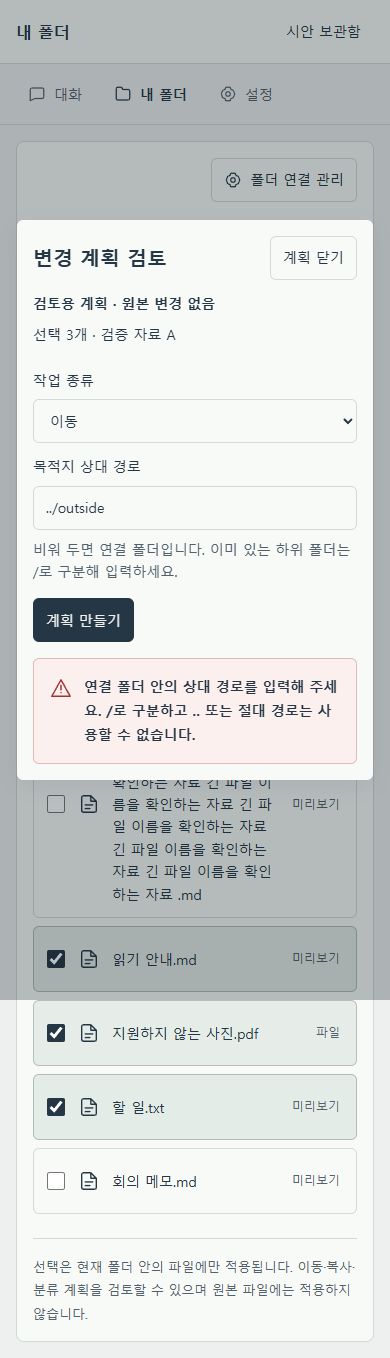 내 폴더
시안 보관함
대화
내 폴더
설정
폴더 연결 관리
변경 계획 검토
계획 닫기
검토용 계획 · 원본 변경 없음
선택 3개 · 검증 자료 A
작업 종류
이동
목적지 상대 경로
../outside
비워 두면 연결 폴더입니다. 이미 있는 하위 폴더는
/로 구분해 입력하세요.
계획 만들기
연결 폴더 안의 상대 경로를 입력해 주세
요. /로 구분하고 .. 또는 절대 경로는 사
용할 수 없습니다.
확인하는 자료 긴 파일 이
름을 확인하는 자료 긴 파
일 이름을 확인하는 자료
긴 파일 이름을 확인하는
자료 긴 파일 이름을 확인
하는 자료 .md
미리보기
읽기 안내.md
미리보기
지원하지 않는 사진.pdf
파일
할 일.txt
미리보기
회의 메모.md
미리보기
선택은 현재 폴더 안의 파일에만 적용됩니다. 이동·복사·
분류 계획을 검토할 수 있으며 원본 파일에는 적용하지
않습니다.